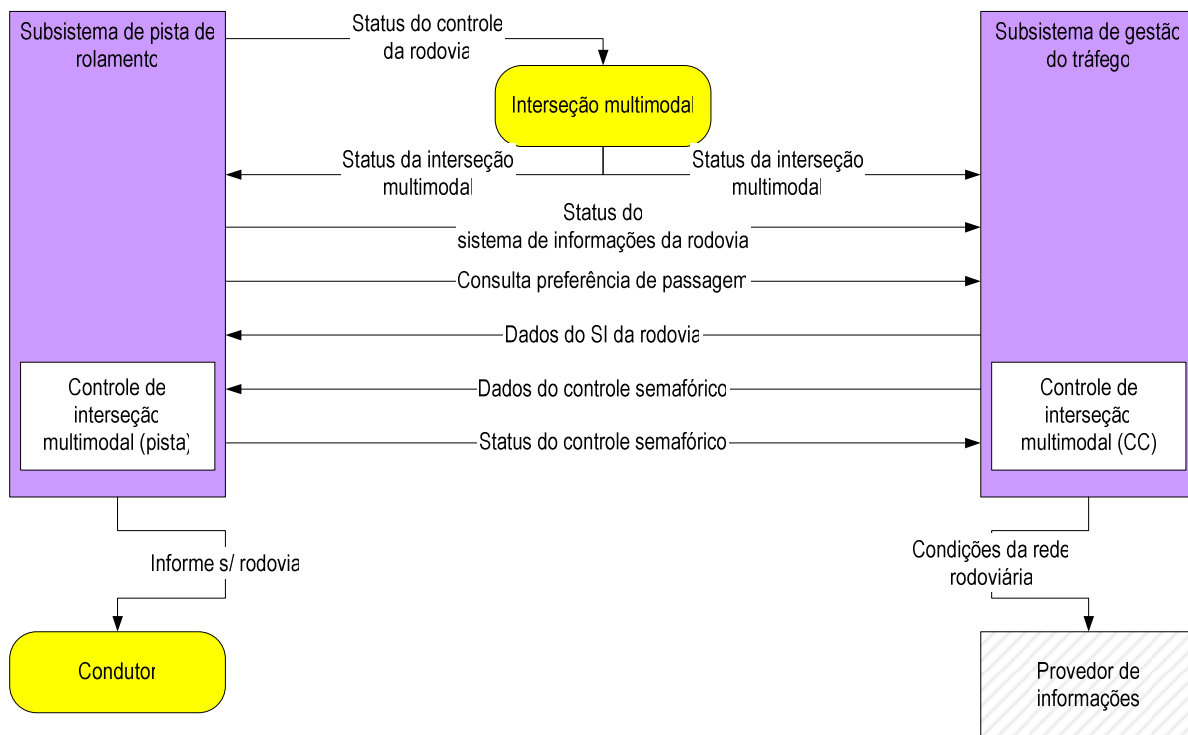 Subsistema de pista de
rolamento
Status do controle
da rodovia
Subsistema de gestão
do tráfego
Interseção multimodal
Status da interseção
multimodal
Status da interseção
multimodal
Status do
sistema de informações da rodovia
Consulta preferência de passagem
Dados do SI da rodovia
Dados do controle semafórico
Status do controle semafórico
Controle de
interseção
multimodal (pista)
Controle de
interseção
multimodal (CC)
Informe s/ rodovia
Condições da rede
rodoviária
Condutor
Provedor de
informações